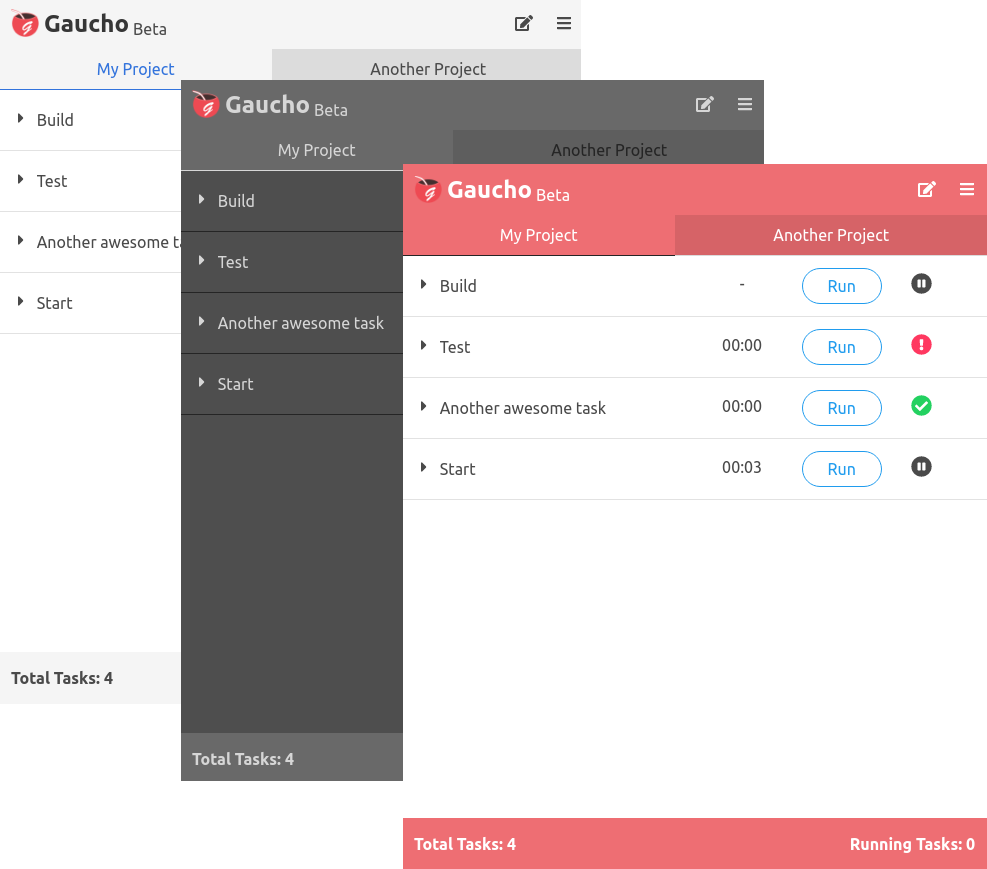 Gaucho Beta
My Project Another Project
Build
Test
Another awesome t
Start
Total Tasks: 4
Gaucho Beta
My Project Another Project
Build
Test
Another awesome task
Start
Total Tasks: 4
Gaucho Beta
My Project Another Project
Build - Run
Test 00:00 Run
Another awesome task 00:00 Run
Start 00:03 Run
Total Tasks: 4 Running Tasks: 0